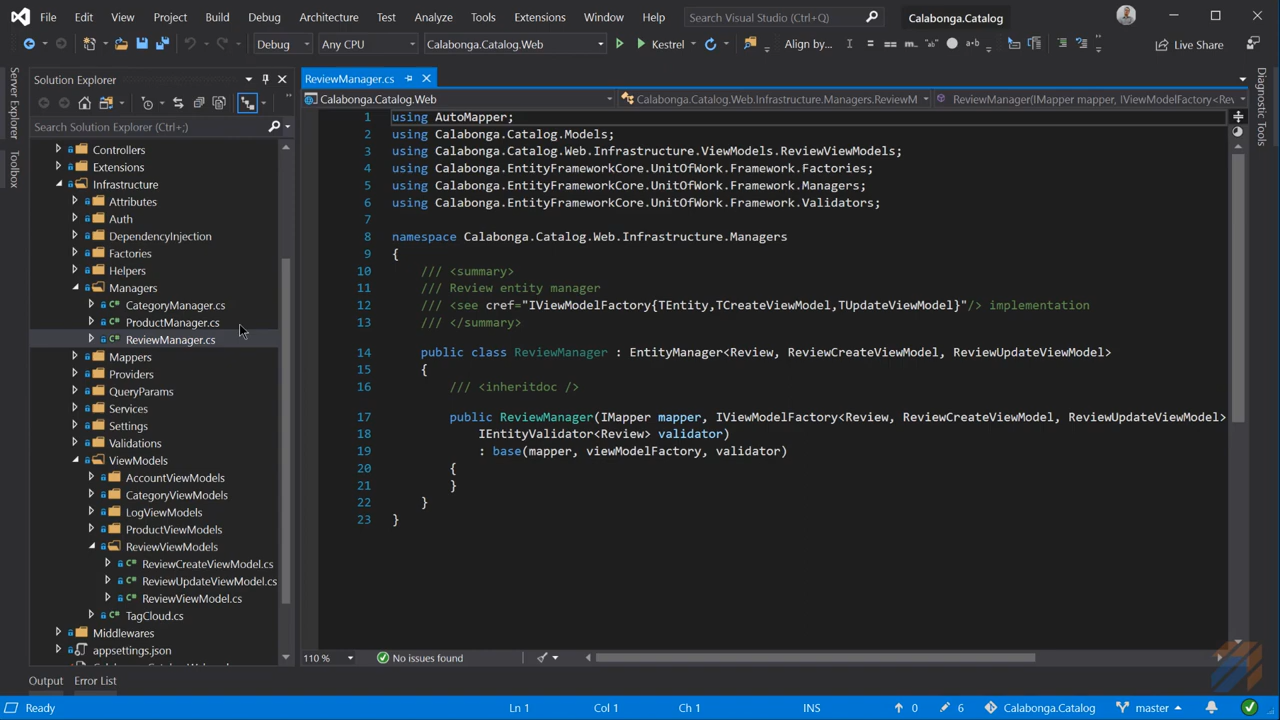 File Edit View Project Build Debug Architecture Test Analyze Tools Extensions Window Help Search Visual Studio (Ctrl+Q) Calabonga.Catalog
Debug Any CPU Calabonga.Catalog.Web Kestrel Align by... Live Share
Server Explorer
Toolbox
Solution Explorer
Search Solution Explorer (Ctrl+;)
Controllers
Extensions
Infrastructure
Attributes
Auth
DependencyInjection
Factories
Helpers
Managers
CategoryManager.cs
ProductManager.cs
ReviewManager.cs
Mappers
Providers
QueryParams
Services
Settings
Validations
ViewModels
AccountViewModels
CategoryViewModels
LogViewModels
ProductViewModels
ReviewViewModels
ReviewCreateViewModel.cs
ReviewUpdateViewModel.cs
ReviewViewModel.cs
TagCloud.cs
Middlewares
appsettings.json
ReviewManager.cs
Calabonga.Catalog.Web Calabonga.Catalog.Web.Infrastructure.Managers.ReviewM ReviewManager(IMapper mapper, IViewModelFactory<Rev
1 using AutoMapper;
2 using Calabonga.Catalog.Models;
3 using Calabonga.Catalog.Web.Infrastructure.ViewModels.ReviewViewModels;
4 using Calabonga.EntityFrameworkCore.UnitOfWork.Framework.Factories;
5 using Calabonga.EntityFrameworkCore.UnitOfWork.Framework.Managers;
6 using Calabonga.EntityFrameworkCore.UnitOfWork.Framework.Validators;
7
8 namespace Calabonga.Catalog.Web.Infrastructure.Managers
9 {
10 /// <summary>
11 /// Review entity manager
12 /// <see cref="IViewModelFactory{TEntity,TCreateViewModel,TUpdateViewModel}"/> implementation
13 /// </summary>
14 public class ReviewManager : EntityManager<Review, ReviewCreateViewModel, ReviewUpdateViewModel>
15 {
16 /// <inheritdoc />
17 public ReviewManager(IMapper mapper, IViewModelFactory<Review, ReviewCreateViewModel, ReviewUpdateViewModel>
18 IEntityValidator<Review> validator)
19 : base(mapper, viewModelFactory, validator)
20 {
21 }
22 }
23 }
Diagnostic Tools
110 % No issues found
Output Error List
Ready Ln 1 Col 1 Ch 1 INS 0 6 Calabonga.Catalog master